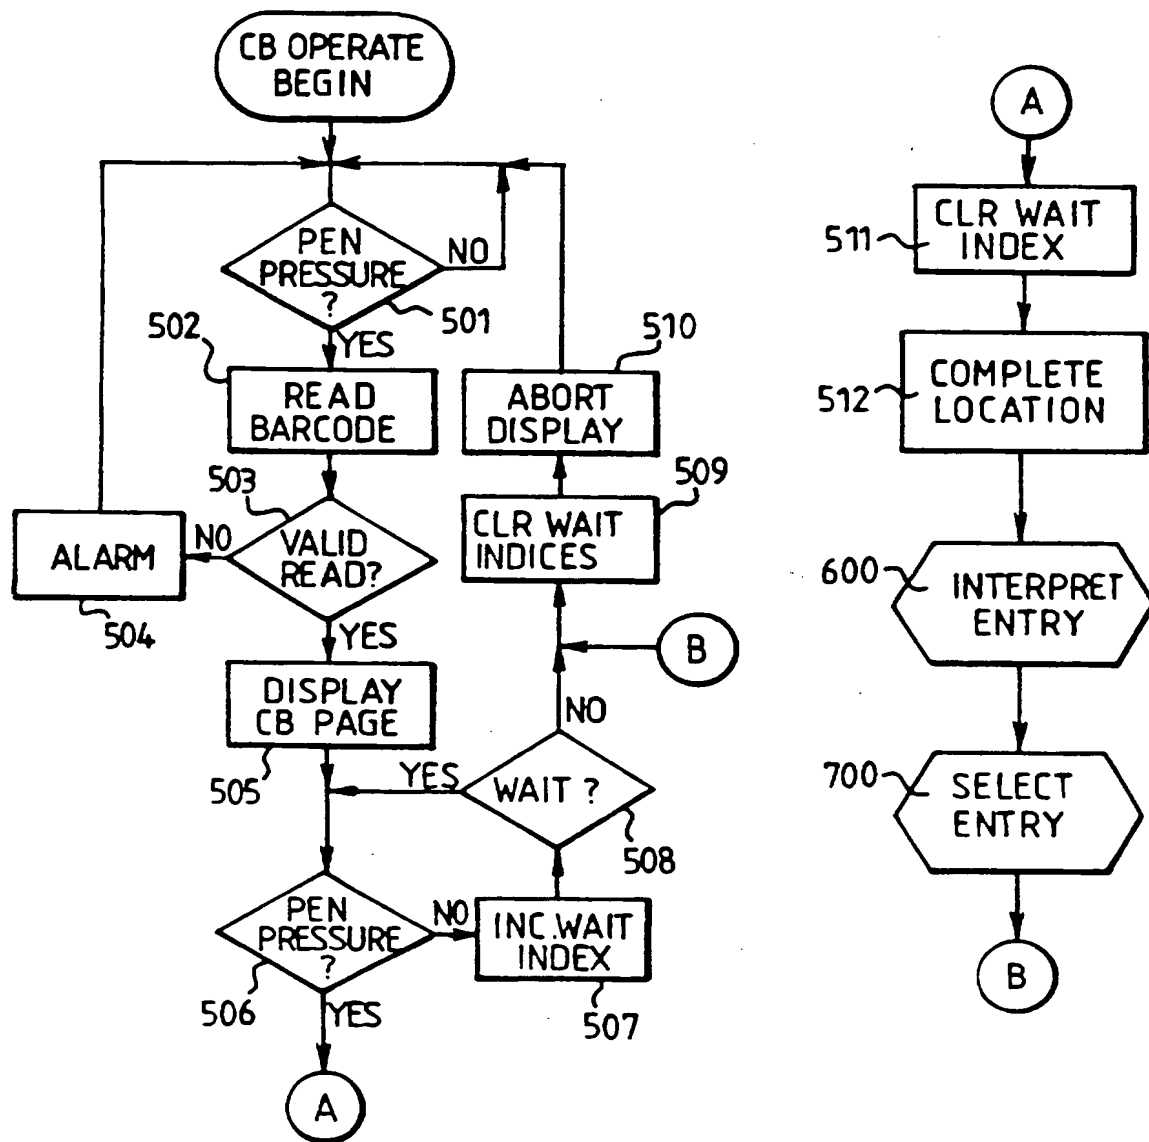 CB OPERATE
BEGIN
PEN
PRESSURE
?
NO
501
YES
502
READ
BARCODE
503
VALID
READ?
NO
ALARM
504
YES
DISPLAY
CB PAGE
505
PEN
PRESSURE
?
506
NO
YES
A
INC.WAIT
INDEX
507
WAIT ?
508
YES
NO
B
CLR WAIT
INDICES
509
ABORT
DISPLAY
510
A
CLR WAIT
INDEX
511
COMPLETE
LOCATION
512
INTERPRET
ENTRY
600
SELECT
ENTRY
700
B